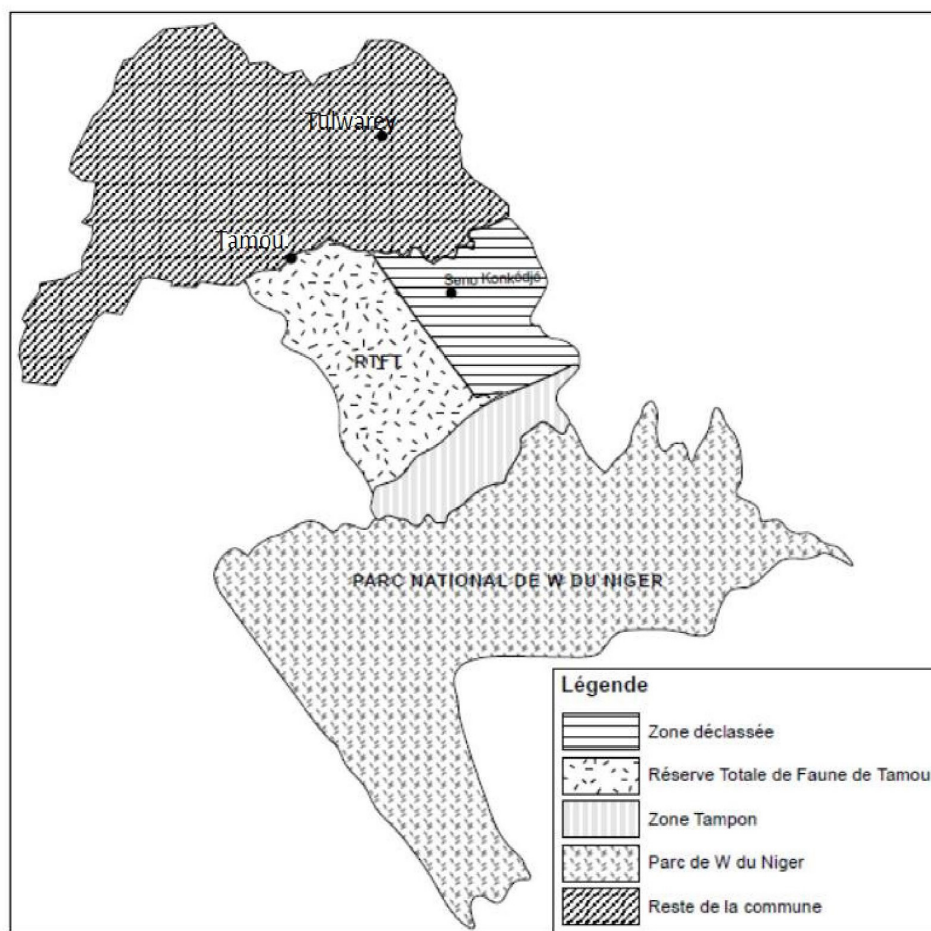 Tulwarey
Tamou
Seno Konkédjé
RTFT
PARC NATIONAL DE W DU NIGER
Légende
Zone déclassée
Réserve Totale de Faune de Tamou
Zone Tampon
Parc de W du Niger
Reste de la commune